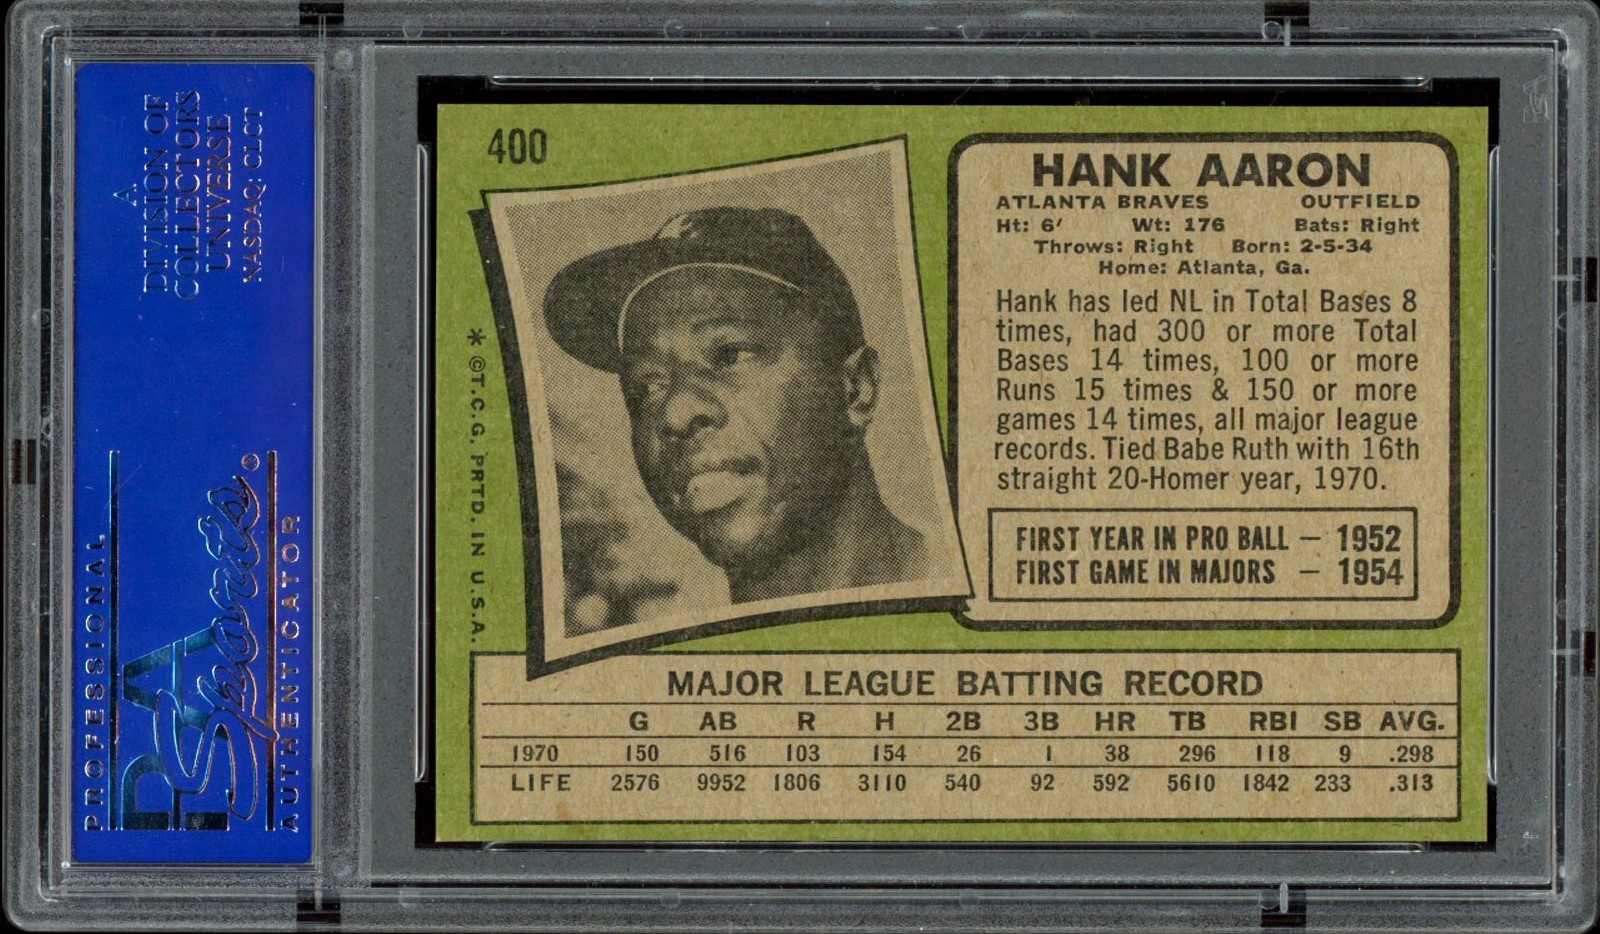 A
DIVISION OF
COLLECTORS
UNIVERSE
NASDAQ: CLCT
PROFESSIONAL
PSA
Sports®
AUTHENTICATOR
400
* ©T.C.G. PRTD. IN U.S.A.
HANK AARON
ATLANTA BRAVES OUTFIELD
Ht: 6′ Wt: 176 Bats: Right
Throws: Right Born: 2-5-34
Home: Atlanta, Ga.
Hank has led NL in Total Bases 8
times, had 300 or more Total
Bases 14 times, 100 or more
Runs 15 times & 150 or more
games 14 times, all major league
records. Tied Babe Ruth with 16th
straight 20-Homer year, 1970.
FIRST YEAR IN PRO BALL — 1952
FIRST GAME IN MAJORS — 1954
MAJOR LEAGUE BATTING RECORD
G AB R H 2B 3B HR TB RBI SB AVG.
1970 150 516 103 154 26 1 38 296 118 9 .298
LIFE 2576 9952 1806 3110 540 92 592 5610 1842 233 .313